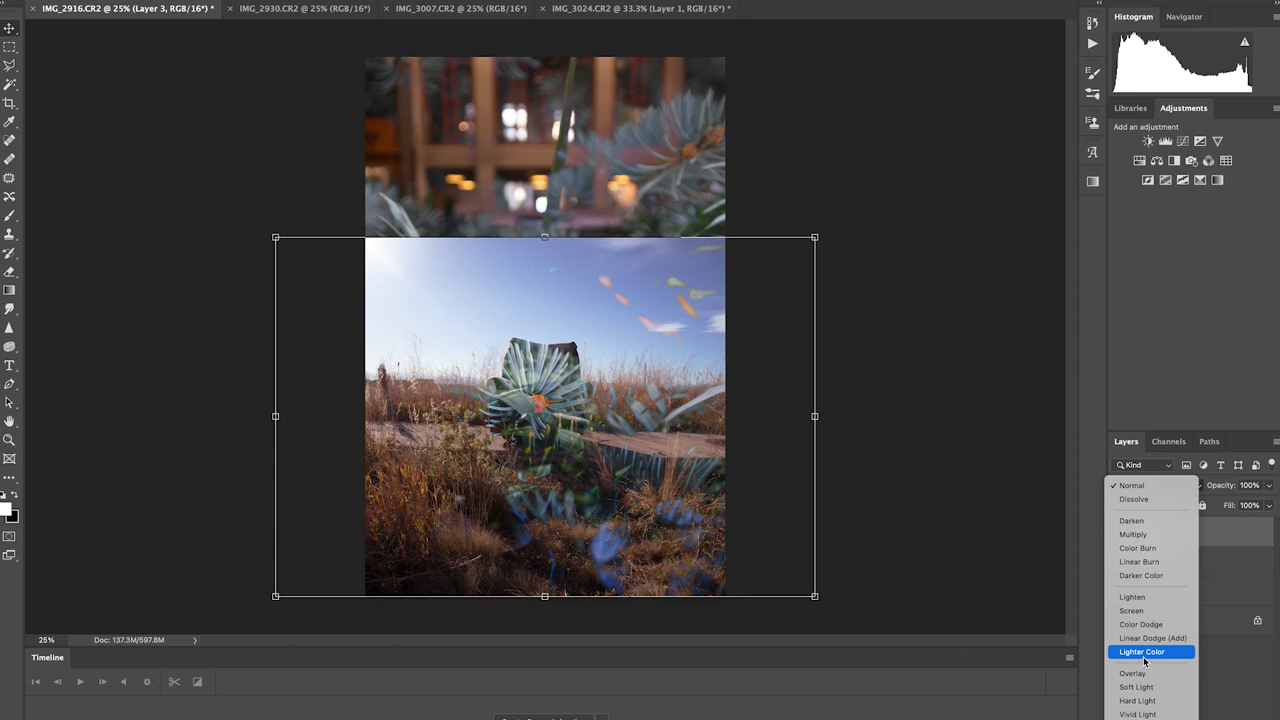 IMG_2916.CR2 @ 25% (Layer 3, RGB/16*) *
IMG_2930.CR2 @ 25% (RGB/16*)
IMG_3007.CR2 @ 25% (RGB/16*)
IMG_3024.CR2 @ 33.3% (Layer 1, RGB/16*) *
Histogram Navigator
Libraries Adjustments
Add an adjustment
Layers Channels Paths
Kind
Normal Opacity: 100%
Dissolve
Fill: 100%
Darken
Multiply
Color Burn
Linear Burn
Darker Color
Lighten
Screen
Color Dodge
Linear Dodge (Add)
Lighter Color
Overlay
Soft Light
Hard Light
Vivid Light
25% Doc: 137.3M/597.8M
Timeline